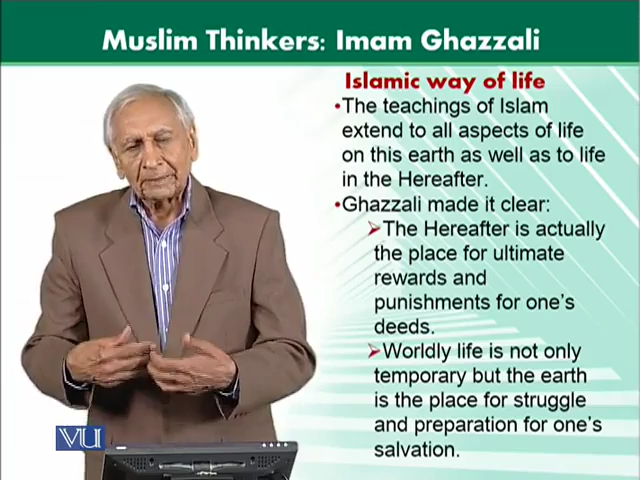 Muslim Thinkers: Imam Ghazzali
Islamic way of life
•The teachings of Islam
extend to all aspects of life
on this earth as well as to life
in the Hereafter.
•Ghazzali made it clear:
➤The Hereafter is actually
the place for ultimate
rewards and
punishments for one's
deeds.
➤Worldly life is not only
temporary but the earth
is the place for struggle
and preparation for one's
salvation.
VU